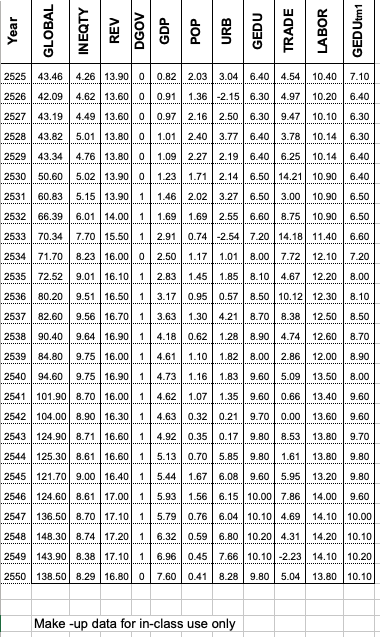 Year GLOBAL INEQTY REV DGOV GDP POP URB GEDU TRADE LABOR GEDUtm1
2525 43.46 4.26 13.90 0 0.82 2.03 3.04 6.40 4.54 10.40 7.10
2526 42.09 4.62 13.60 0 0.91 1.36 -2.15 6.30 4.97 10.20 6.40
2527 43.19 4.49 13.60 0 0.97 2.16 2.50 6.30 9.47 10.10 6.30
2528 43.82 5.01 13.80 0 1.01 2.40 3.77 6.40 3.78 10.14 6.30
2529 43.34 4.76 13.80 0 1.09 2.27 2.19 6.40 6.25 10.14 6.40
2530 50.60 5.02 13.90 0 1.23 1.71 2.14 6.50 14.21 10.90 6.40
2531 60.83 5.15 13.90 1 1.46 2.02 3.27 6.50 3.00 10.90 6.50
2532 66.39 6.01 14.00 1 1.69 1.69 2.55 6.60 8.75 10.90 6.50
2533 70.34 7.70 15.50 1 2.91 0.74 -2.54 7.20 14.18 11.40 6.60
2534 71.70 8.23 16.00 0 2.50 1.17 1.01 8.00 7.72 12.10 7.20
2535 72.52 9.01 16.10 1 2.83 1.45 1.85 8.10 4.67 12.20 8.00
2536 80.20 9.51 16.50 1 3.17 0.95 0.57 8.50 10.12 12.30 8.10
2537 82.60 9.56 16.70 1 3.63 1.30 4.21 8.70 8.38 12.50 8.50
2538 90.40 9.64 16.90 1 4.18 0.62 1.28 8.90 4.74 12.60 8.70
2539 84.80 9.75 16.00 1 4.61 1.10 1.82 8.00 2.86 12.00 8.90
2540 94.60 9.75 16.90 1 4.73 1.16 1.83 9.60 5.09 13.50 8.00
2541 101.90 8.70 16.00 1 4.62 1.07 1.35 9.60 0.66 13.40 9.60
2542 104.00 8.90 16.30 1 4.63 0.32 0.21 9.70 0.00 13.60 9.60
2543 124.90 8.71 16.60 1 4.92 0.35 0.17 9.80 8.53 13.80 9.70
2544 125.30 8.61 16.60 1 5.13 0.70 5.85 9.80 1.61 13.80 9.80
2545 121.70 9.00 16.40 1 5.44 1.67 6.08 9.60 5.95 13.20 9.80
2546 124.60 8.61 17.00 1 5.93 1.56 6.15 10.00 7.86 14.00 9.60
2547 136.50 8.70 17.10 1 5.79 0.76 6.04 10.10 4.69 14.10 10.00
2548 148.30 8.74 17.20 1 6.32 0.59 6.80 10.20 4.31 14.20 10.10
2549 143.90 8.38 17.10 1 6.96 0.45 7.66 10.10 -2.23 14.10 10.20
2550 138.50 8.29 16.80 0 7.60 0.41 8.28 9.80 5.04 13.80 10.10
Make -up data for in-class use only